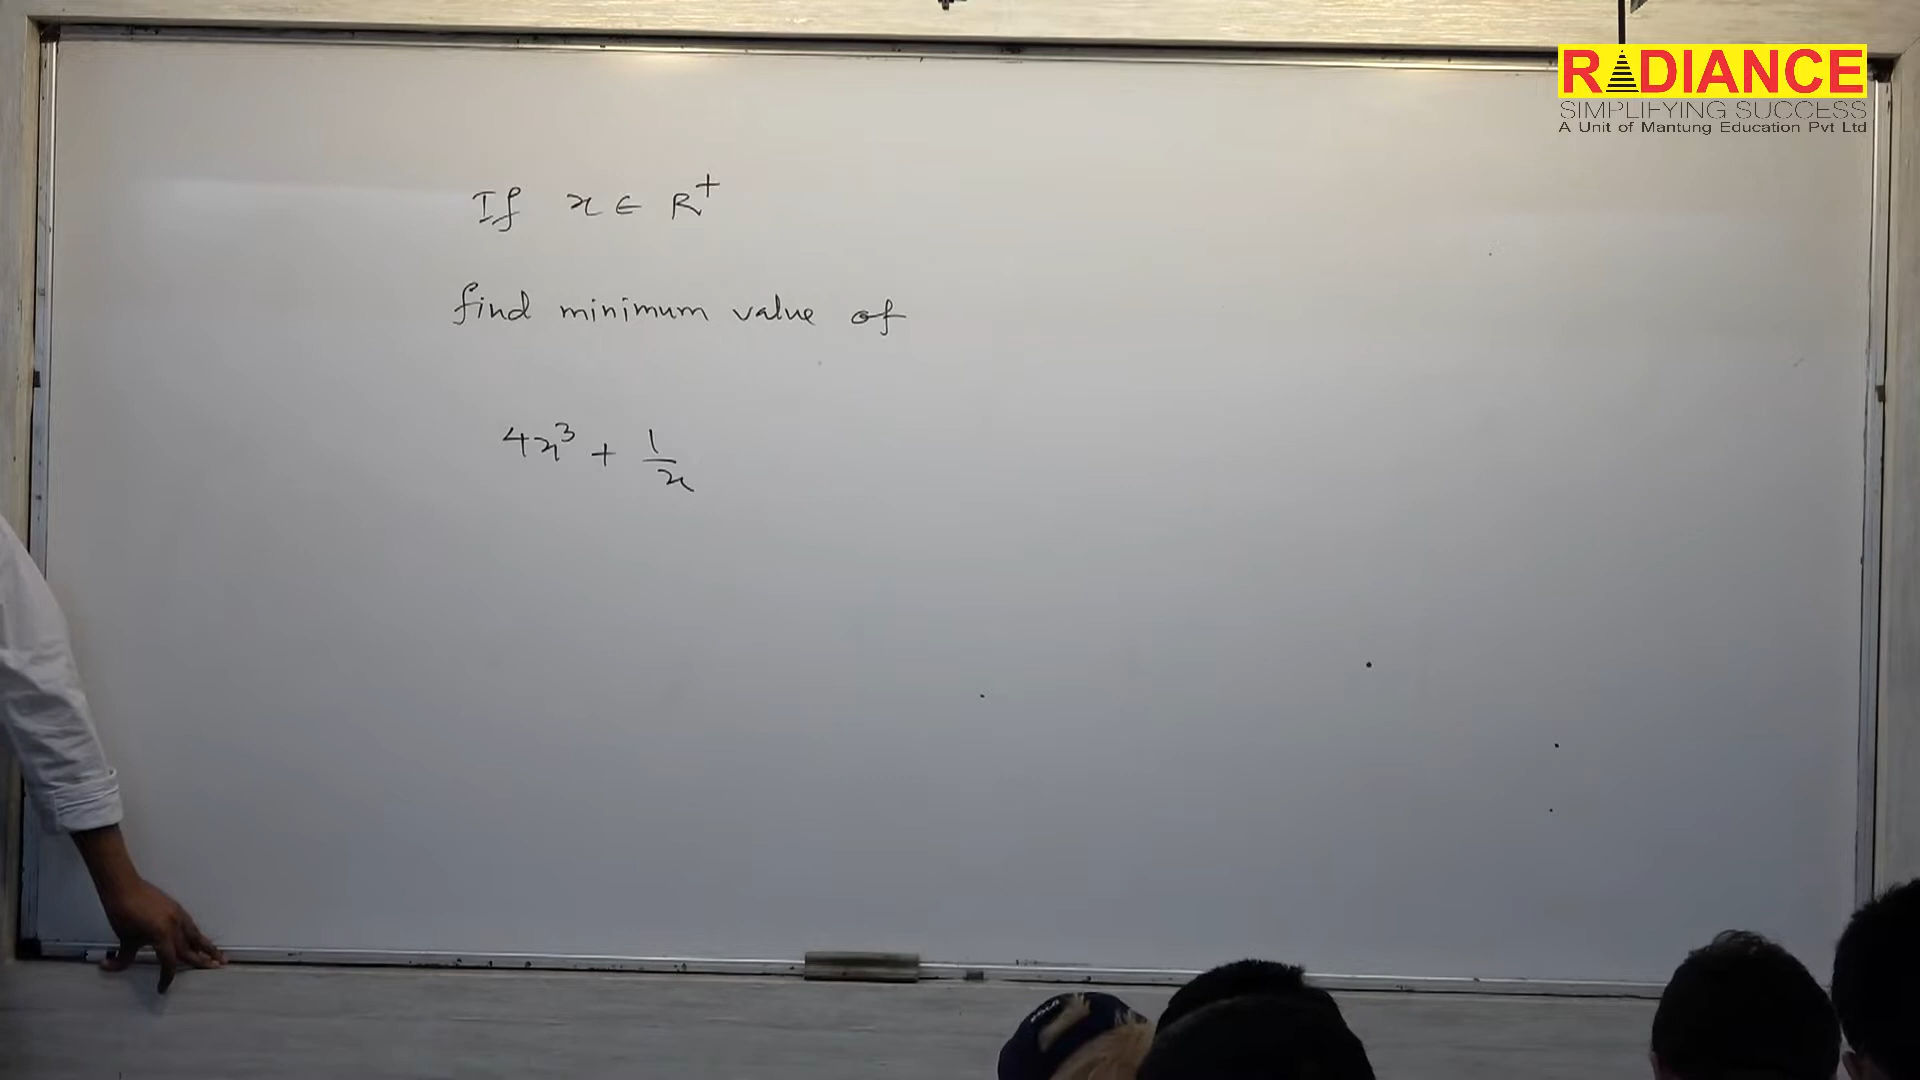 RADIANCE
SIMPLIFYING SUCCESS
A Unit of Mantung Education Pvt Ltd
If x ∈ R⁺
find minimum value of
4x³ + 1/x